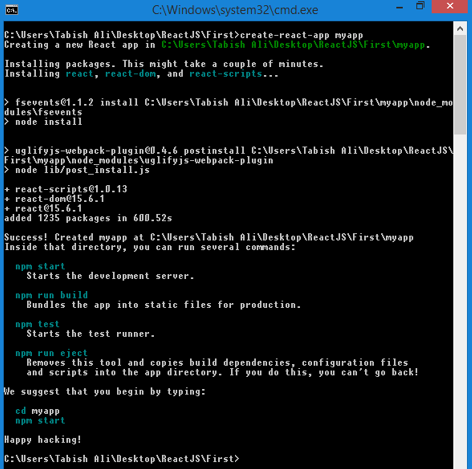 C:\Windows\system32\cmd.exe
C:\Users\Tabish Ali\Desktop\ReactJS\First>create-react-app myapp
Creating a new React app in C:\Users\Tabish Ali\Desktop\ReactJS\First\myapp.
Installing packages. This might take a couple of minutes.
Installing react, react-dom, and react-scripts...
> fsevents@1.1.2 install C:\Users\Tabish Ali\Desktop\ReactJS\First\myapp\node_mo
dules\fsevents
> node install
> uglifyjs-webpack-plugin@0.4.6 postinstall C:\Users\Tabish Ali\Desktop\ReactJS\
First\myapp\node_modules\uglifyjs-webpack-plugin
> node lib/post_install.js
+ react-scripts@1.0.13
+ react-dom@15.6.1
+ react@15.6.1
added 1235 packages in 600.52s
Success! Created myapp at C:\Users\Tabish Ali\Desktop\ReactJS\First\myapp
Inside that directory, you can run several commands:
npm start
Starts the development server.
npm run build
Bundles the app into static files for production.
npm test
Starts the test runner.
npm run eject
Removes this tool and copies build dependencies, configuration files
and scripts into the app directory. If you do this, you can't go back!
We suggest that you begin by typing:
cd myapp
npm start
Happy hacking!
C:\Users\Tabish Ali\Desktop\ReactJS\First>